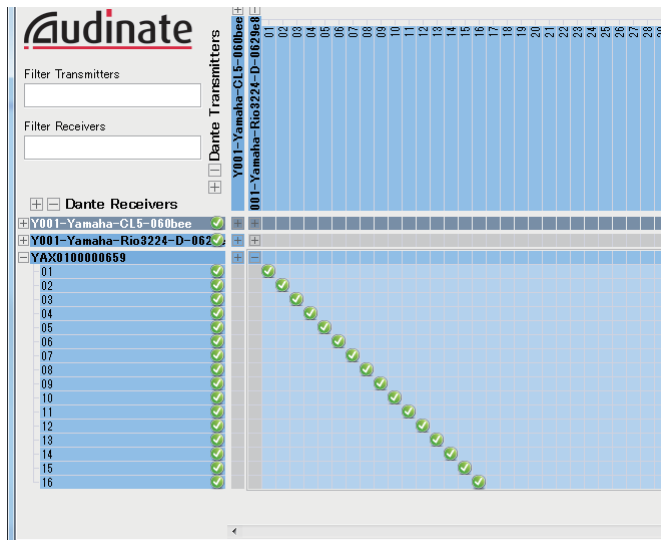 Audinate
Filter Transmitters
Filter Receivers
Dante Transmitters
Y001-Yamaha-CL5-060bee
001-Yamaha-Rio3224-D-0629e8
01 02 03 04 05 06 07 08 09 10 11 12 13 14 15 16 17 18 19 20 21 22 23 24 25 26 27 28
Dante Receivers
Y001-Yamaha-CL5-060bee
Y001-Yamaha-Rio3224-D-062
YAX0100000659
01
02
03
04
05
06
07
08
09
10
11
12
13
14
15
16